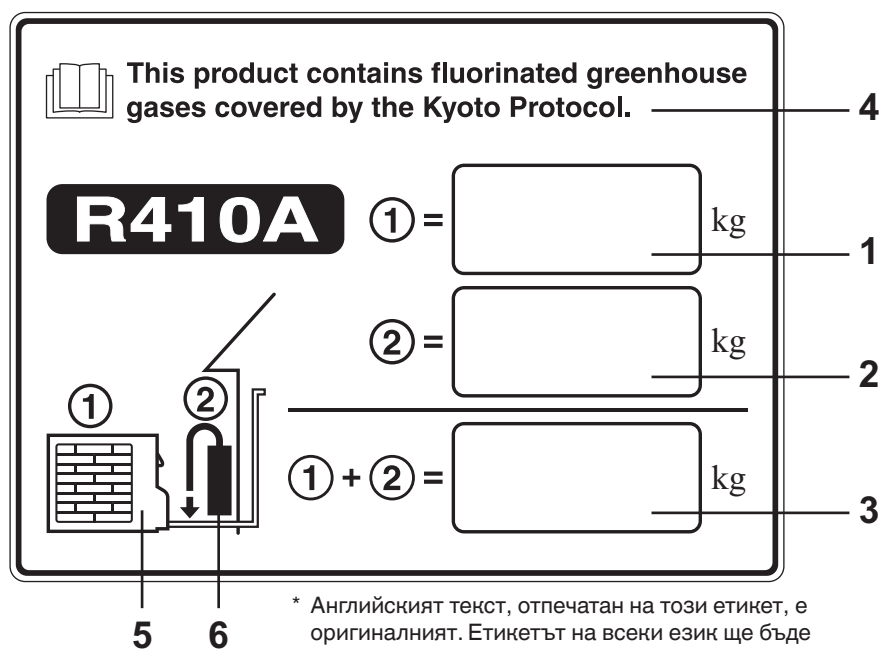 This product contains fluorinated greenhouse
gases covered by the Kyoto Protocol.
4
R410A
① =
kg
1
② =
kg
2
①
②
① + ② =
kg
3
5
6
* Английският текст, отпечатан на този етикет, е
оригиналният. Етикетът на всеки език ще бъде